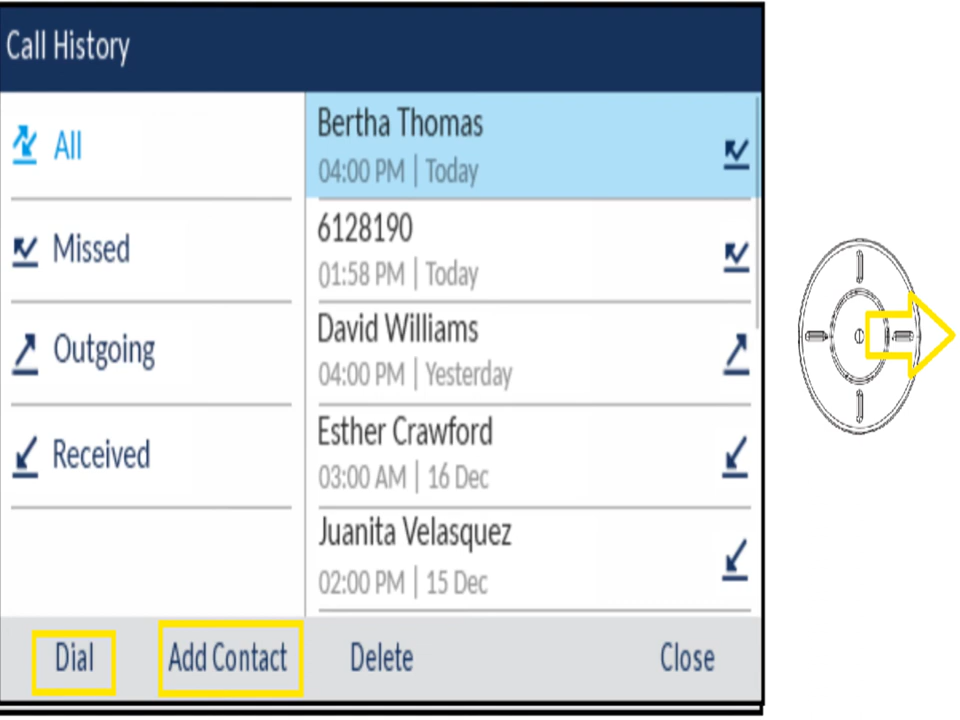 Call History
All
Missed
Outgoing
Received
Bertha Thomas
04:00 PM | Today
6128190
01:58 PM | Today
David Williams
04:00 PM | Yesterday
Esther Crawford
03:00 AM | 16 Dec
Juanita Velasquez
02:00 PM | 15 Dec
Dial Add Contact Delete Close